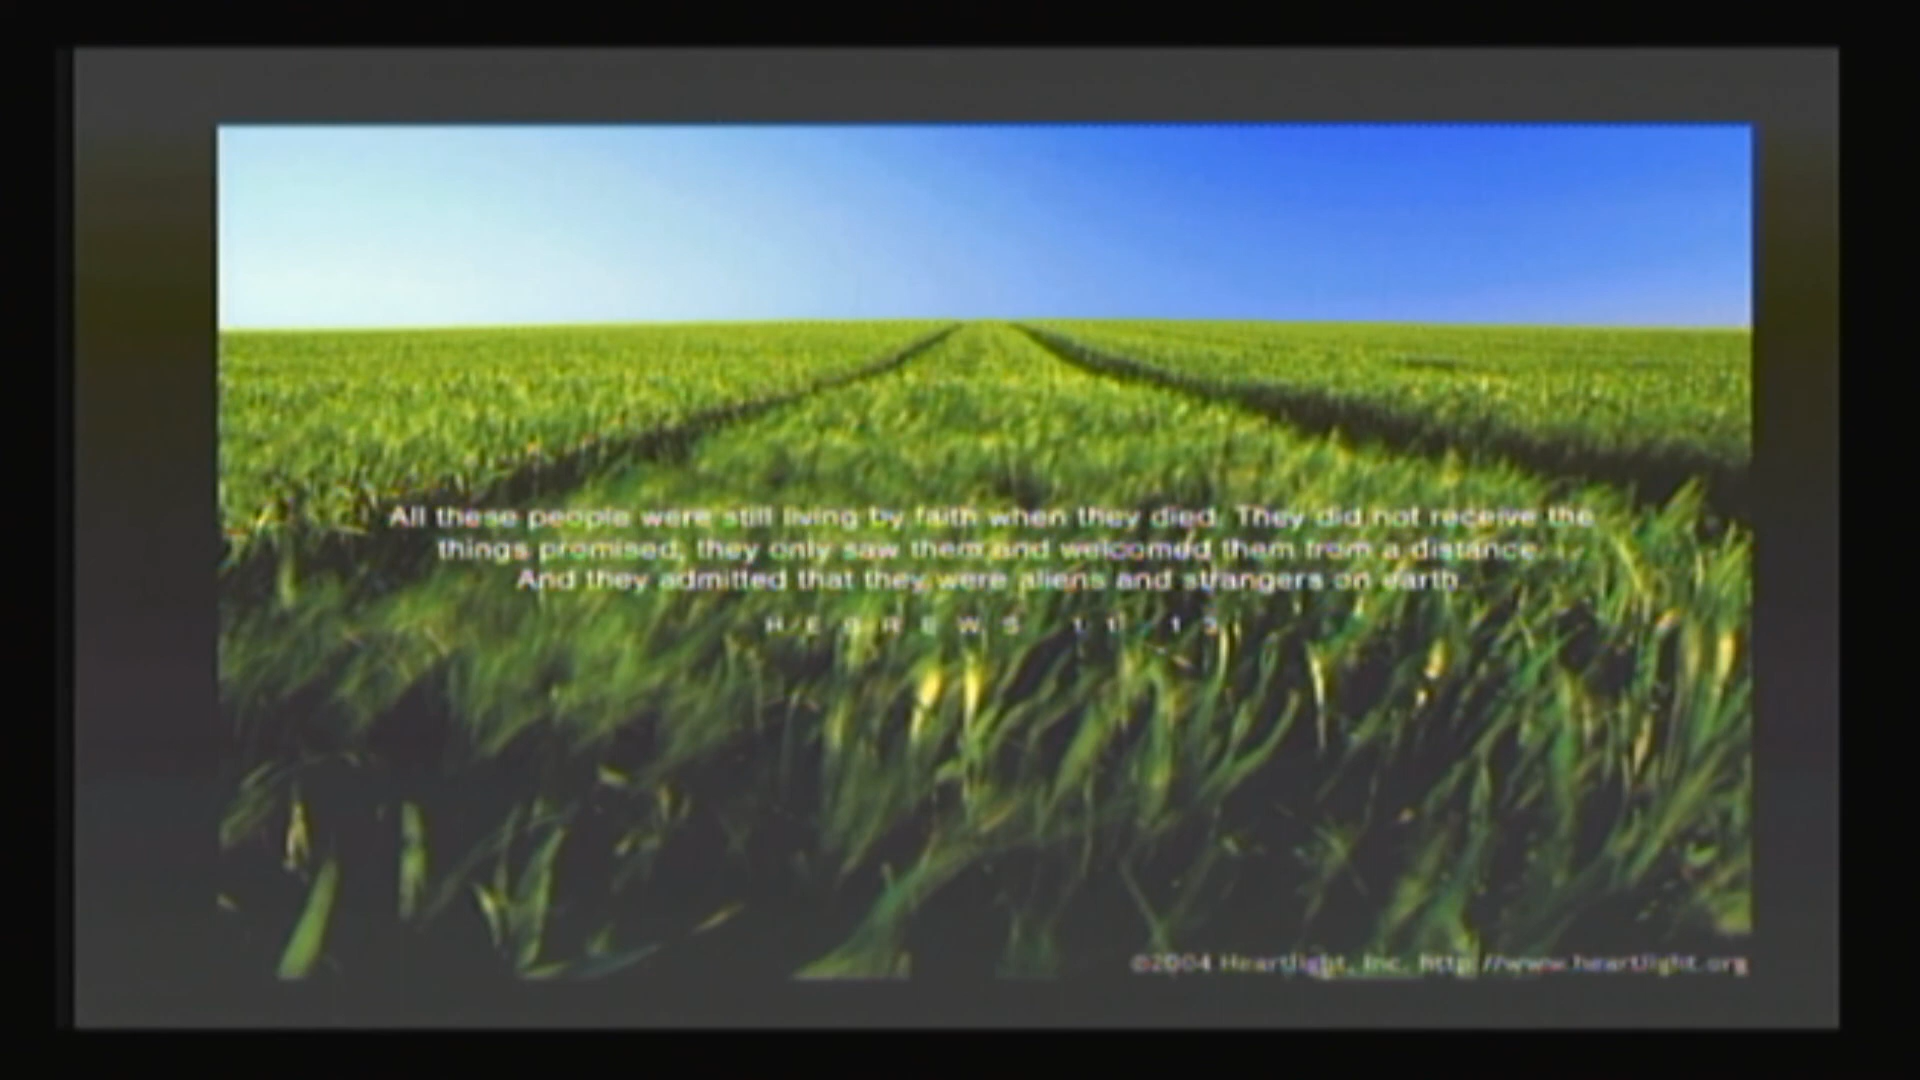 All these people were still living by faith when they died. They did not receive the
things promised; they only saw them and welcomed them from a distance.
And they admitted that they were aliens and strangers on earth.
HEBREWS 11:13
©2004 Heartlight, Inc. http://www.heartlight.org